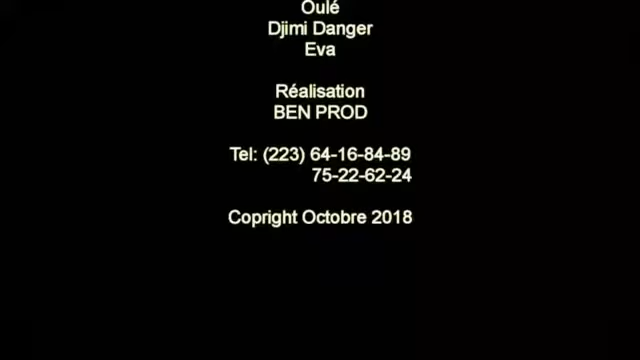 Oulé
Djimi Danger
Eva
Réalisation
BEN PROD
Tel: (223) 64-16-84-89
75-22-62-24
Copright Octobre 2018